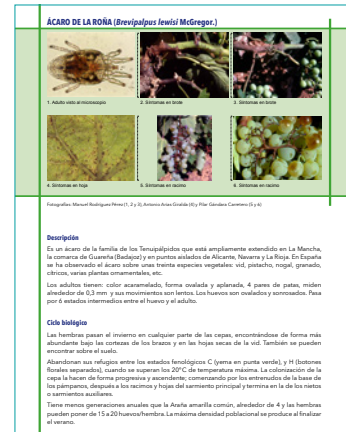 ÁCARO DE LA ROÑA (Brevipalpus lewisi McGregor.)
1. Adulto visto al microscopio
2. Síntomas en brote
3. Síntomas en brote
4. Síntomas en hoja
5. Síntomas en racimo
6. Síntomas en racimo
Fotografías: Manuel Rodríguez Pérez (1, 2 y 3), Antonio Arias Giralda (4) y Pilar Gándara Carretero (5 y 6)
Descripción
Es un ácaro de la familia de los Tenuipálpidos que está ampliamente extendido en La Mancha,
la comarca de Guareña (Badajoz) y en puntos aislados de Alicante, Navarra y La Rioja. En España
se ha observado el ácaro sobre unas treinta especies vegetales: vid, pistacho, nogal, granado,
cítricos, varias plantas ornamentales, etc.
Los adultos tienen: color acaramelado, forma ovalada y aplanada, 4 pares de patas, miden
alrededor de 0,3 mm y sus movimientos son lentos. Los huevos son ovalados y sonrosados. Pasa
por 6 estados intermedios entre el huevo y el adulto.
Ciclo biológico
Las hembras pasan el invierno en cualquier parte de las cepas, encontrándose de forma más
abundante bajo las cortezas de los brazos y en las hojas secas de la vid. También se pueden
encontrar sobre el suelo.
Abandonan sus refugios entre los estados fenológicos C (yema en punta verde), y H (botones
florales separados), cuando se superan los 20°C de temperatura máxima. La colonización de la
cepa la hacen de forma progresiva y ascendente; comenzando por los entrenudos de la base de
los pámpanos, después a los racimos y hojas del sarmiento principal y termina en la de los nietos
o sarmientos auxiliares.
Tiene menos generaciones anuales que la Araña amarilla común, alrededor de 4 y las hembras
pueden poner de 15 a 20 huevos/hembra. La máxima densidad poblacional se produce al finalizar
el verano.